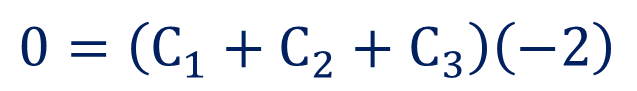 0 = (C₁ + C₂ + C₃)(−2)